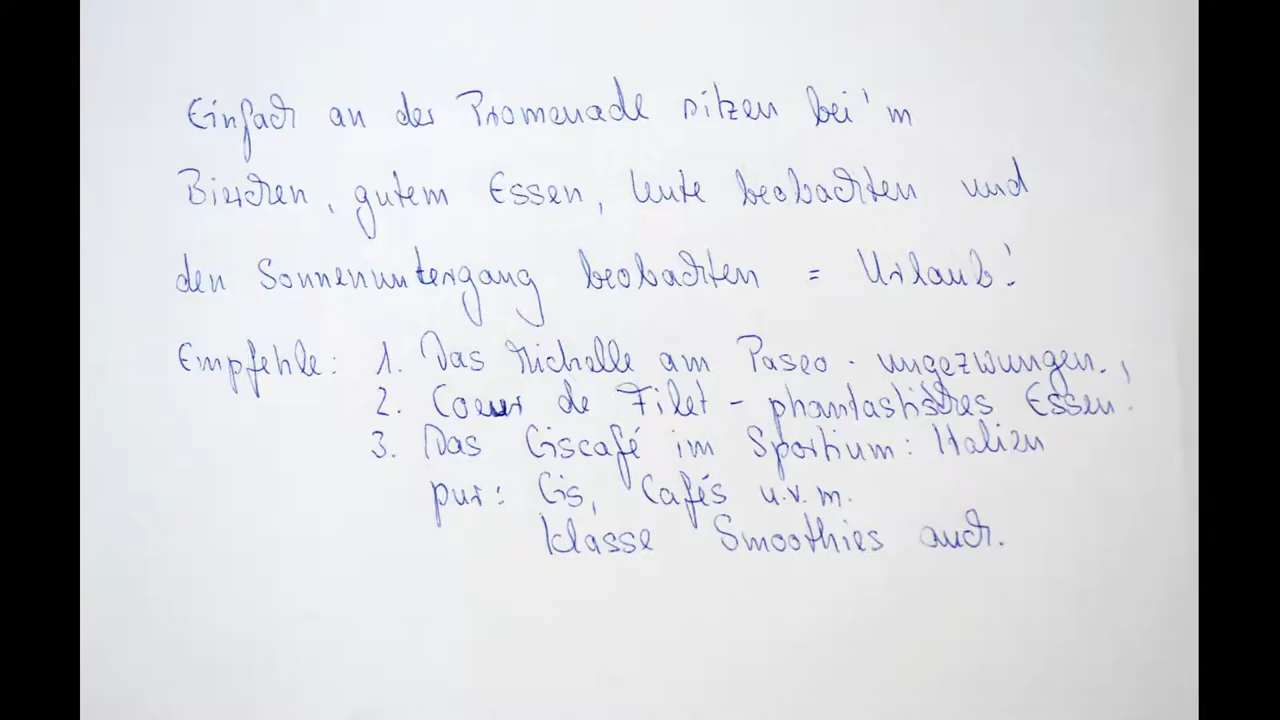 Einfach an der Promenade sitzen bei'm
Bierchen, gutem Essen, Leute beobachten und
den Sonnenuntergang beobachten = Urlaub!
Empfehle: 1. Das Michelle am Paseo - ungezwungen.,
2. Coeur de Filet - phantastisches Essen.
3. Das Eiscafé im Sportium: Italien
pur: Eis, Cafés u.v.m.
klasse Smoothies auch.